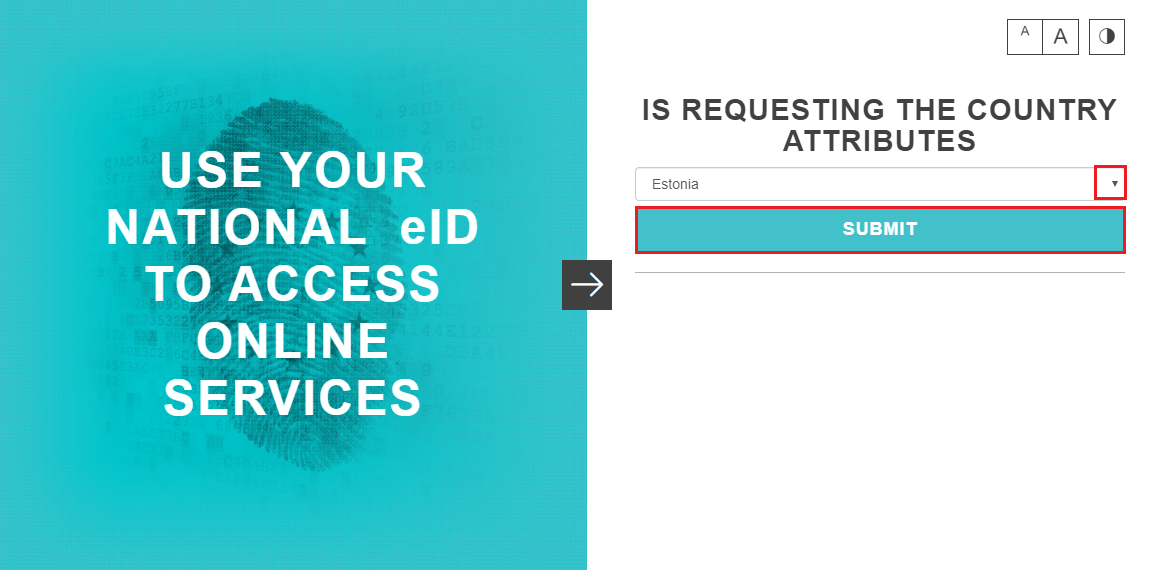 USE YOUR
NATIONAL eID
TO ACCESS
ONLINE
SERVICES
A A
IS REQUESTING THE COUNTRY
ATTRIBUTES
Estonia
SUBMIT